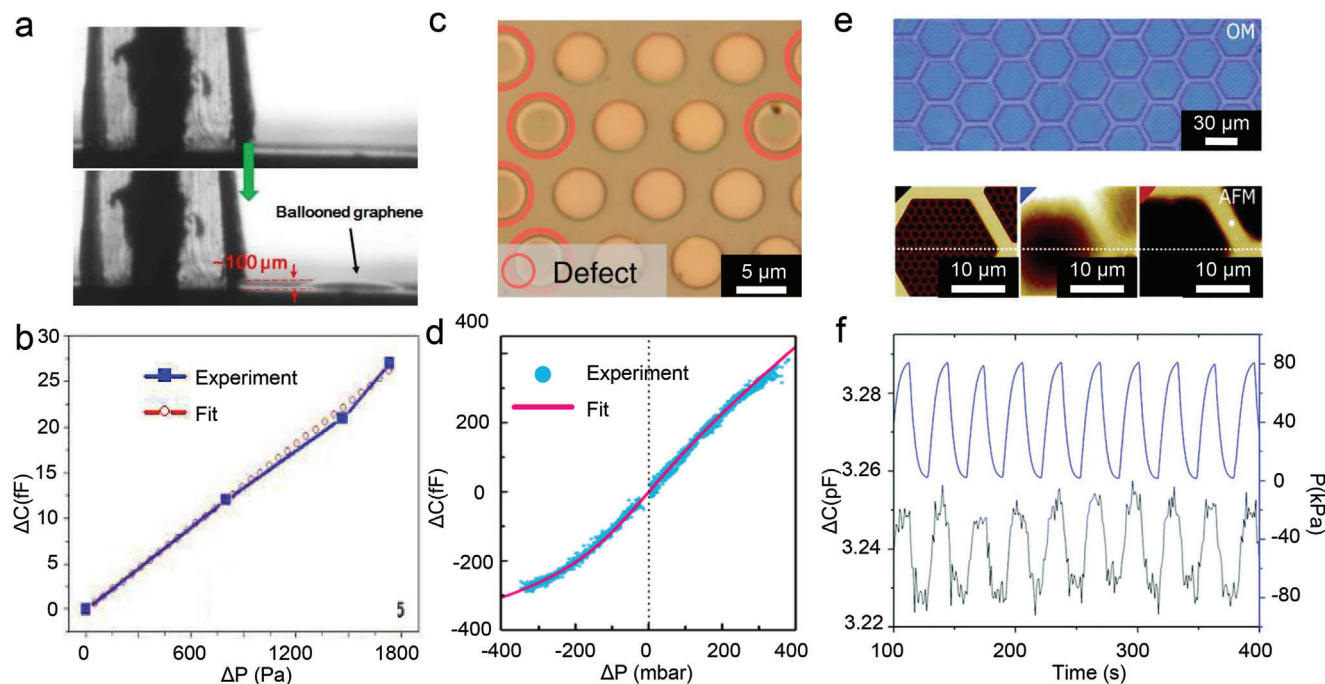 a
Ballooned graphene
~100 µm
c
Defect
5 µm
e
OM
30 µm
AFM
10 µm
10 µm
10 µm
b
30
25
20
15
10
5
0
ΔC(fF)
Experiment
Fit
5
0
600
1200
1800
ΔP (Pa)
d
400
200
0
-200
-400
ΔC(fF)
Experiment
Fit
-400
-200
0
200
400
ΔP (mbar)
f
3.28
3.26
3.24
3.22
ΔC(pF)
80
40
0
-40
-80
P(kPa)
100
200
300
400
Time (s)